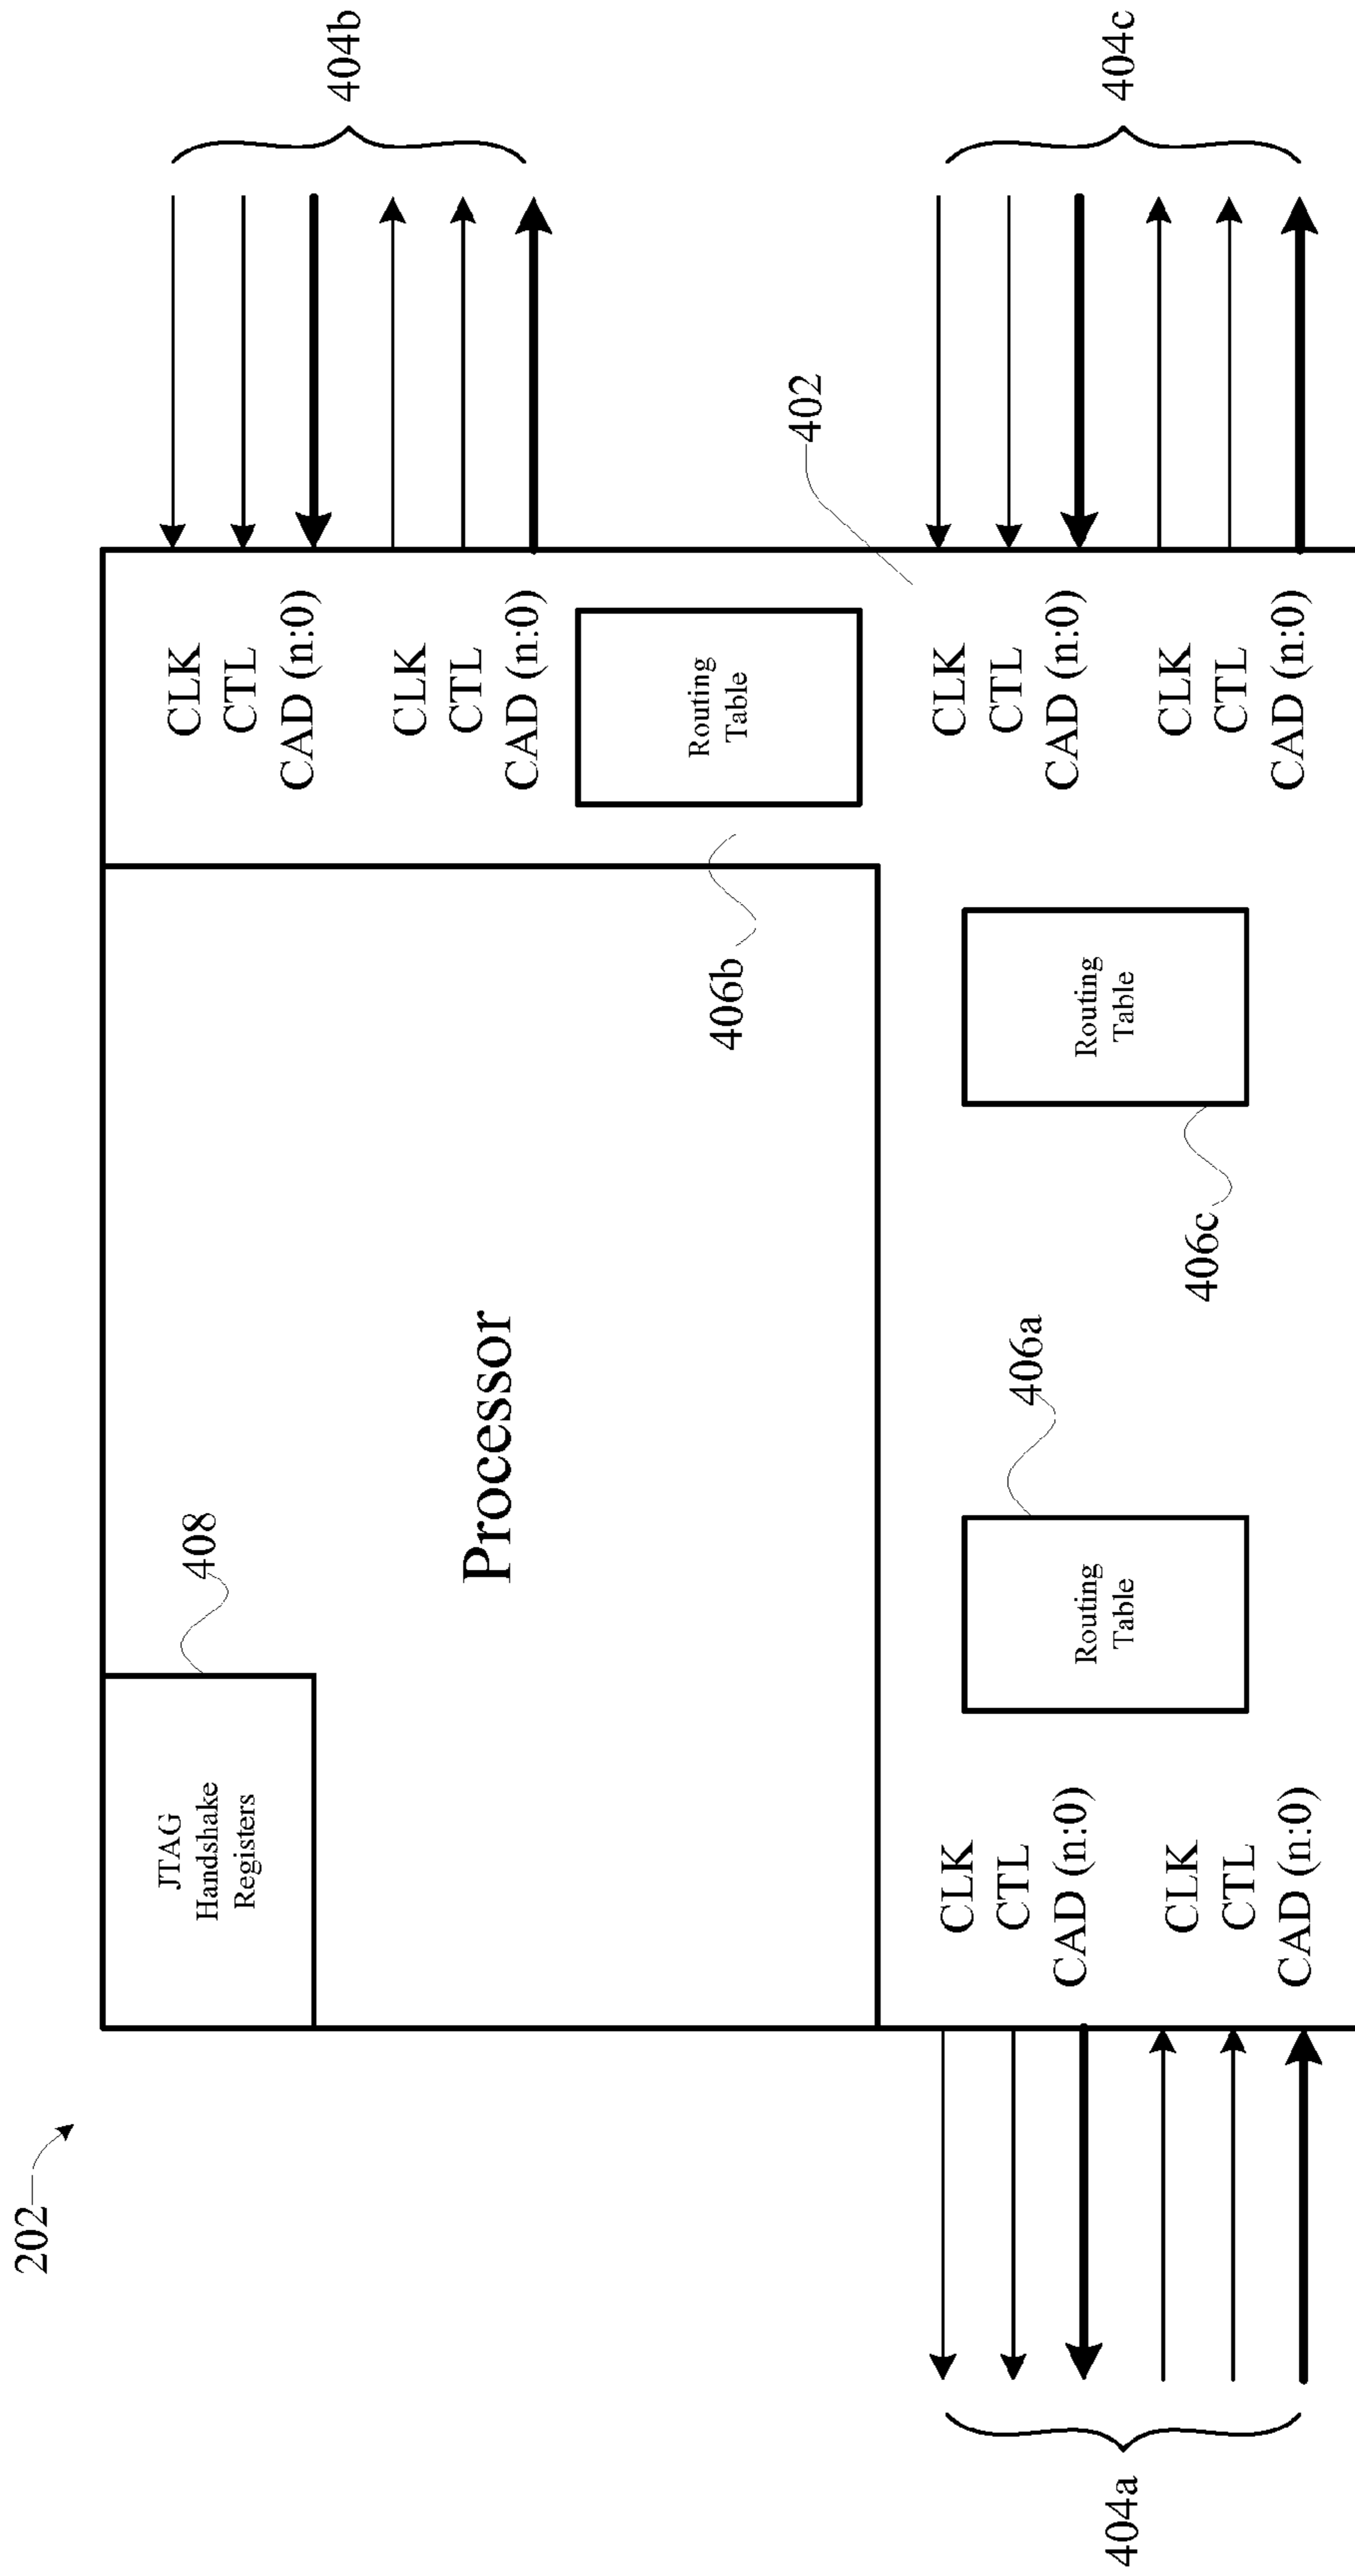 202
JTAG
Handshake
Registers
408
Processor
406b
CLK
CTL
CAD (n:0)
CLK
CTL
CAD (n:0)
404b
Routing
Table
402
404a
CLK
CTL
CAD (n:0)
CLK
CTL
CAD (n:0)
Routing
Table
406a
406c
Routing
Table
CLK
CTL
CAD (n:0)
CLK
CTL
CAD (n:0)
404c